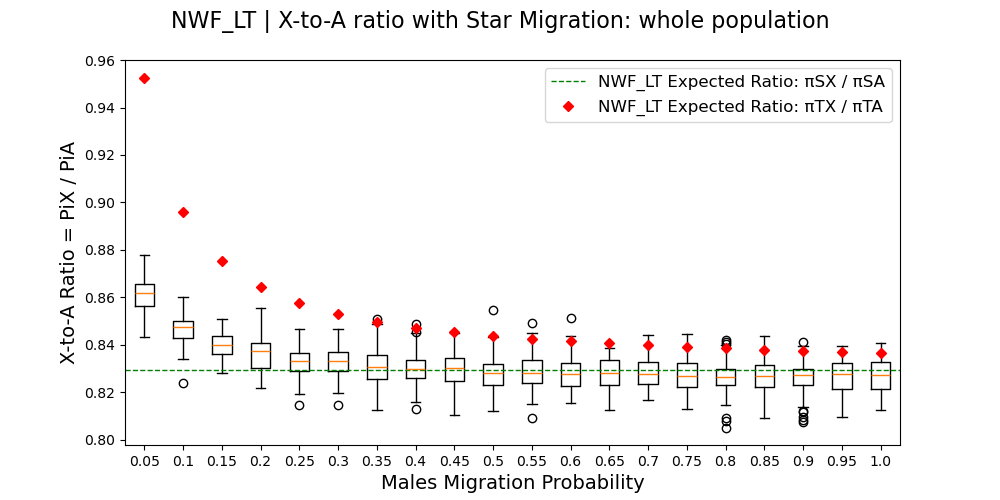 NWF_LT | X-to-A ratio with Star Migration: whole population
X-to-A Ratio = PiX / PiA
0.96
0.94
0.92
0.90
0.88
0.86
0.84
0.82
0.80
NWF_LT Expected Ratio: πSX / πSA
NWF_LT Expected Ratio: πTX / πTA
0.05 0.1 0.15 0.2 0.25 0.3 0.35 0.4 0.45 0.5 0.55 0.6 0.65 0.7 0.75 0.8 0.85 0.9 0.95 1.0
Males Migration Probability